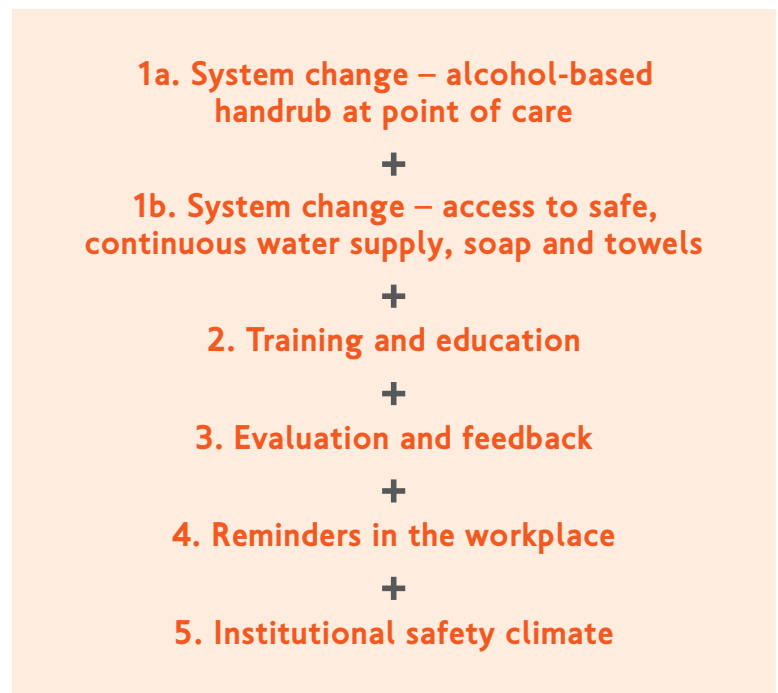 1a. System change – alcohol-based
handrub at point of care
+
1b. System change – access to safe,
continuous water supply, soap and towels
+
2. Training and education
+
3. Evaluation and feedback
+
4. Reminders in the workplace
+
5. Institutional safety climate